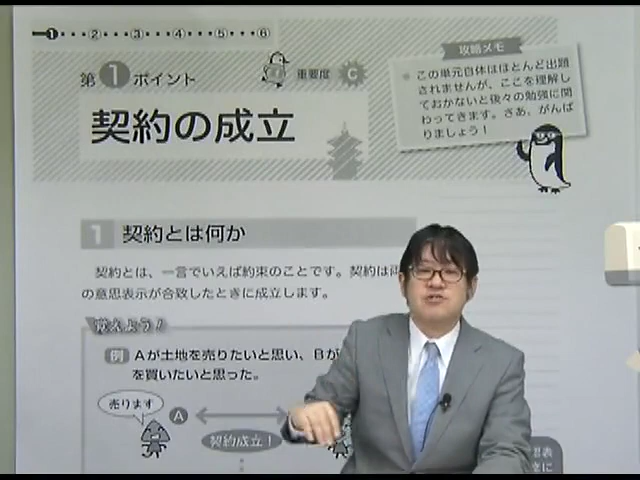 1 2 3 4 5 6
第1ポイント
重要度 C
契約の成立
攻略メモ
この単元自体はほとんど出題
されませんが、ここを理解し
ておかないと後々の勉強に関
わってきます。さあ、がんば
りましょう!
1 契約とは何か
契約とは、一言でいえば約束のことです。契約は
の意思表示が合致したときに成立します。
覚えよう!
例 Aが土地を売りたいと思い、Bが
を買いたいと思った。
売ります
A
契約成立!